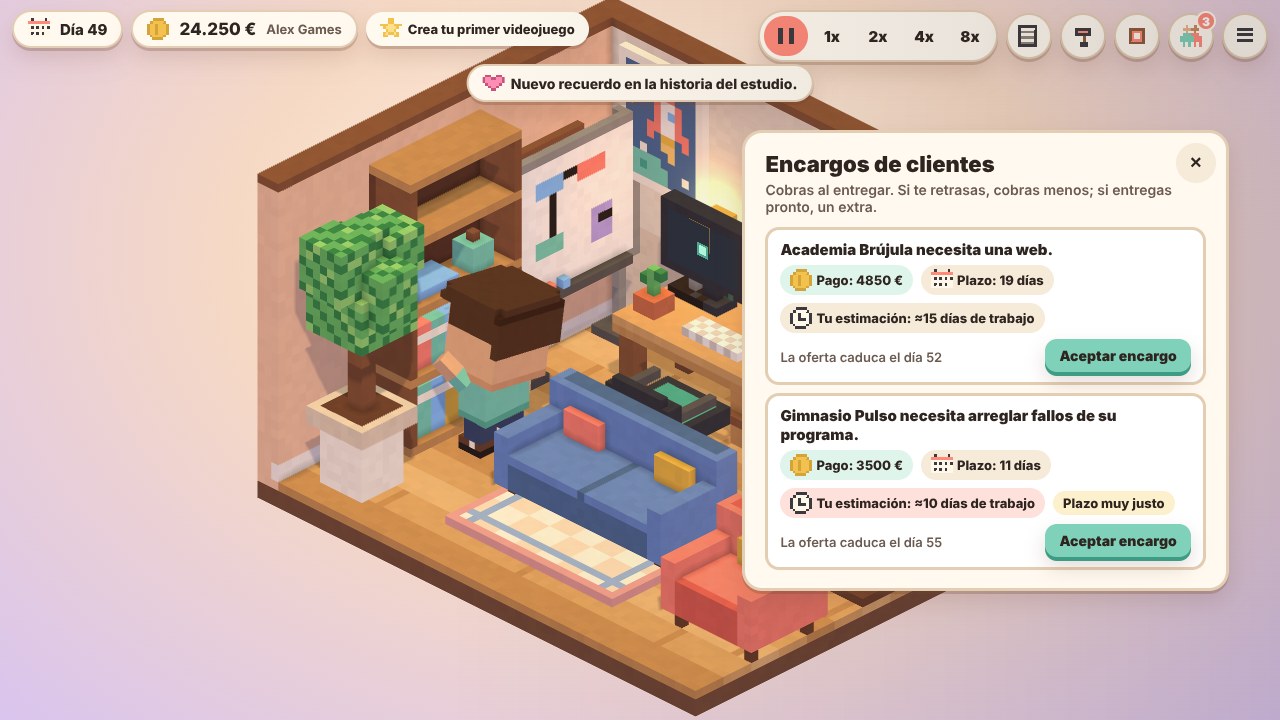 Día 49
24.250 € Alex Games
Crea tu primer videojuego
1x 2x 4x 8x
3
Nuevo recuerdo en la historia del estudio.
Encargos de clientes
Cobras al entregar. Si te retrasas, cobras menos; si entregas
pronto, un extra.
Academia Brújula necesita una web.
Pago: 4850 € Plazo: 19 días
Tu estimación: ≈15 días de trabajo
La oferta caduca el día 52 Aceptar encargo
Gimnasio Pulso necesita arreglar fallos de su
programa.
Pago: 3500 € Plazo: 11 días
Tu estimación: ≈10 días de trabajo Plazo muy justo
La oferta caduca el día 55 Aceptar encargo